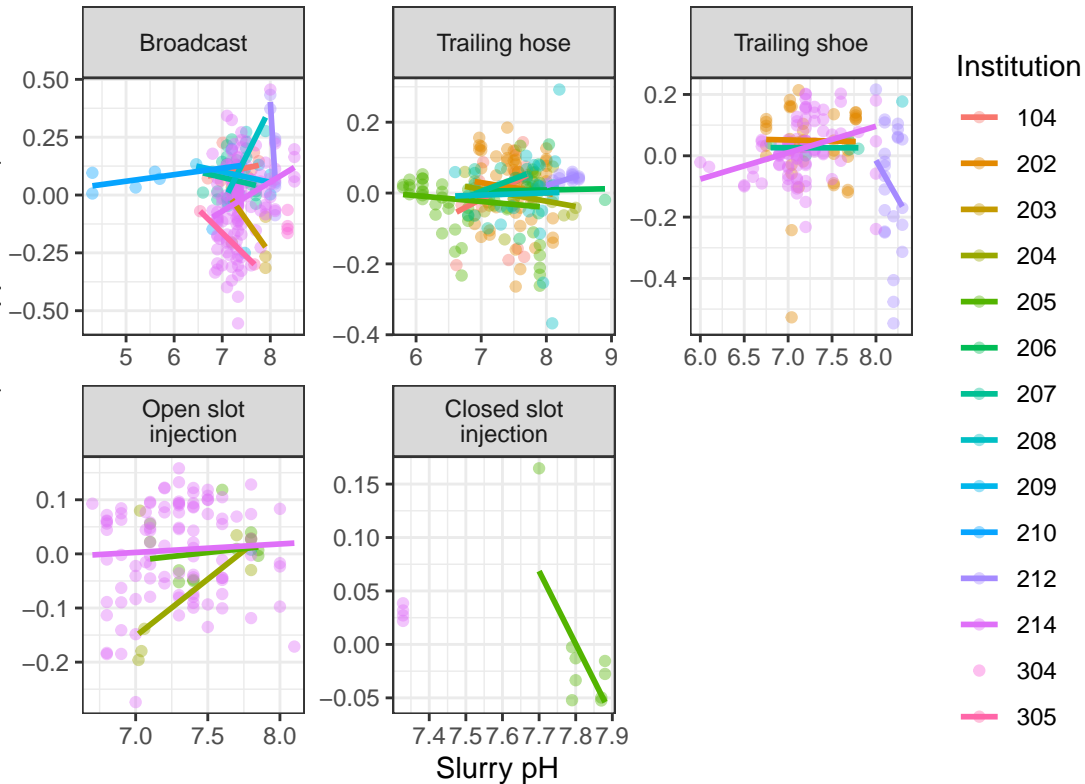 Broadcast
Trailing hose
Trailing shoe
0.50
0.25
0.00
−0.25
−0.50
5 6 7 8
0.2
0.0
−0.2
−0.4
6 7 8 9
0.2
0.0
−0.2
−0.4
6.0 6.5 7.0 7.5 8.0
Open slot
injection
Closed slot
injection
0.1
0.0
−0.1
−0.2
7.0 7.5 8.0
0.15
0.10
0.05
0.00
−0.05
7.4 7.5 7.6 7.7 7.8 7.9
Slurry pH
Institution
104
202
203
204
205
206
207
208
209
210
212
214
304
305